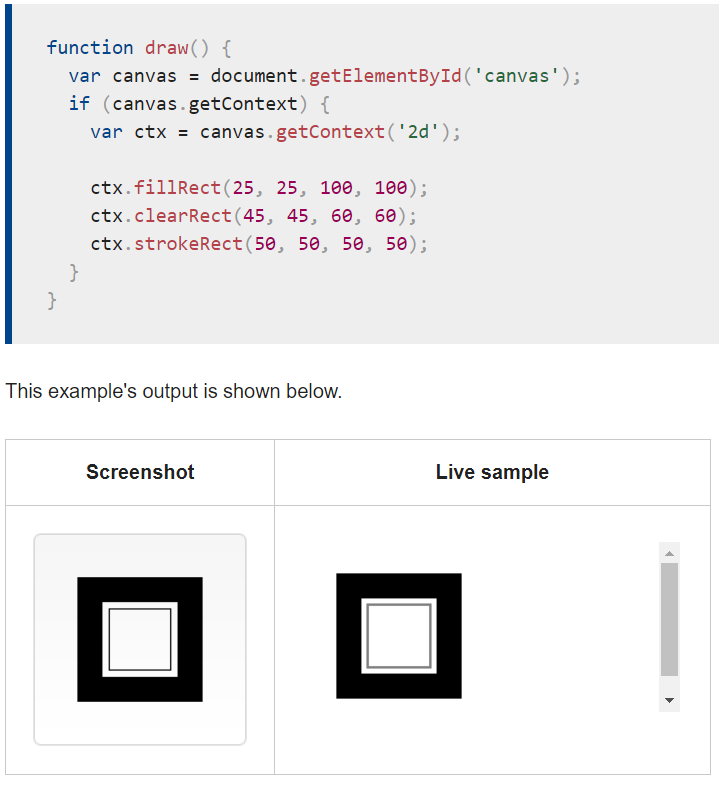 function draw() {
  var canvas = document.getElementById('canvas');
  if (canvas.getContext) {
    var ctx = canvas.getContext('2d');

    ctx.fillRect(25, 25, 100, 100);
    ctx.clearRect(45, 45, 60, 60);
    ctx.strokeRect(50, 50, 50, 50);
  }
}
This example's output is shown below.
Screenshot
Live sample